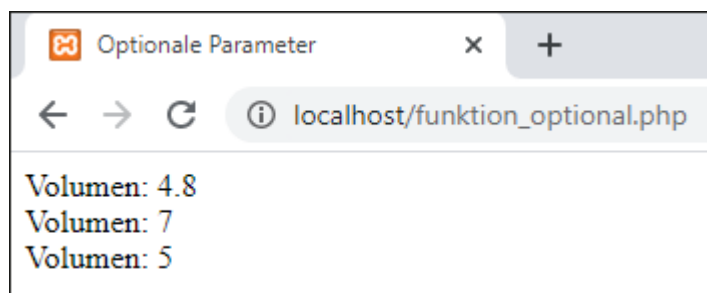 Optionale Parameter
localhost/funktion_optional.php
Volumen: 4.8
Volumen: 7
Volumen: 5